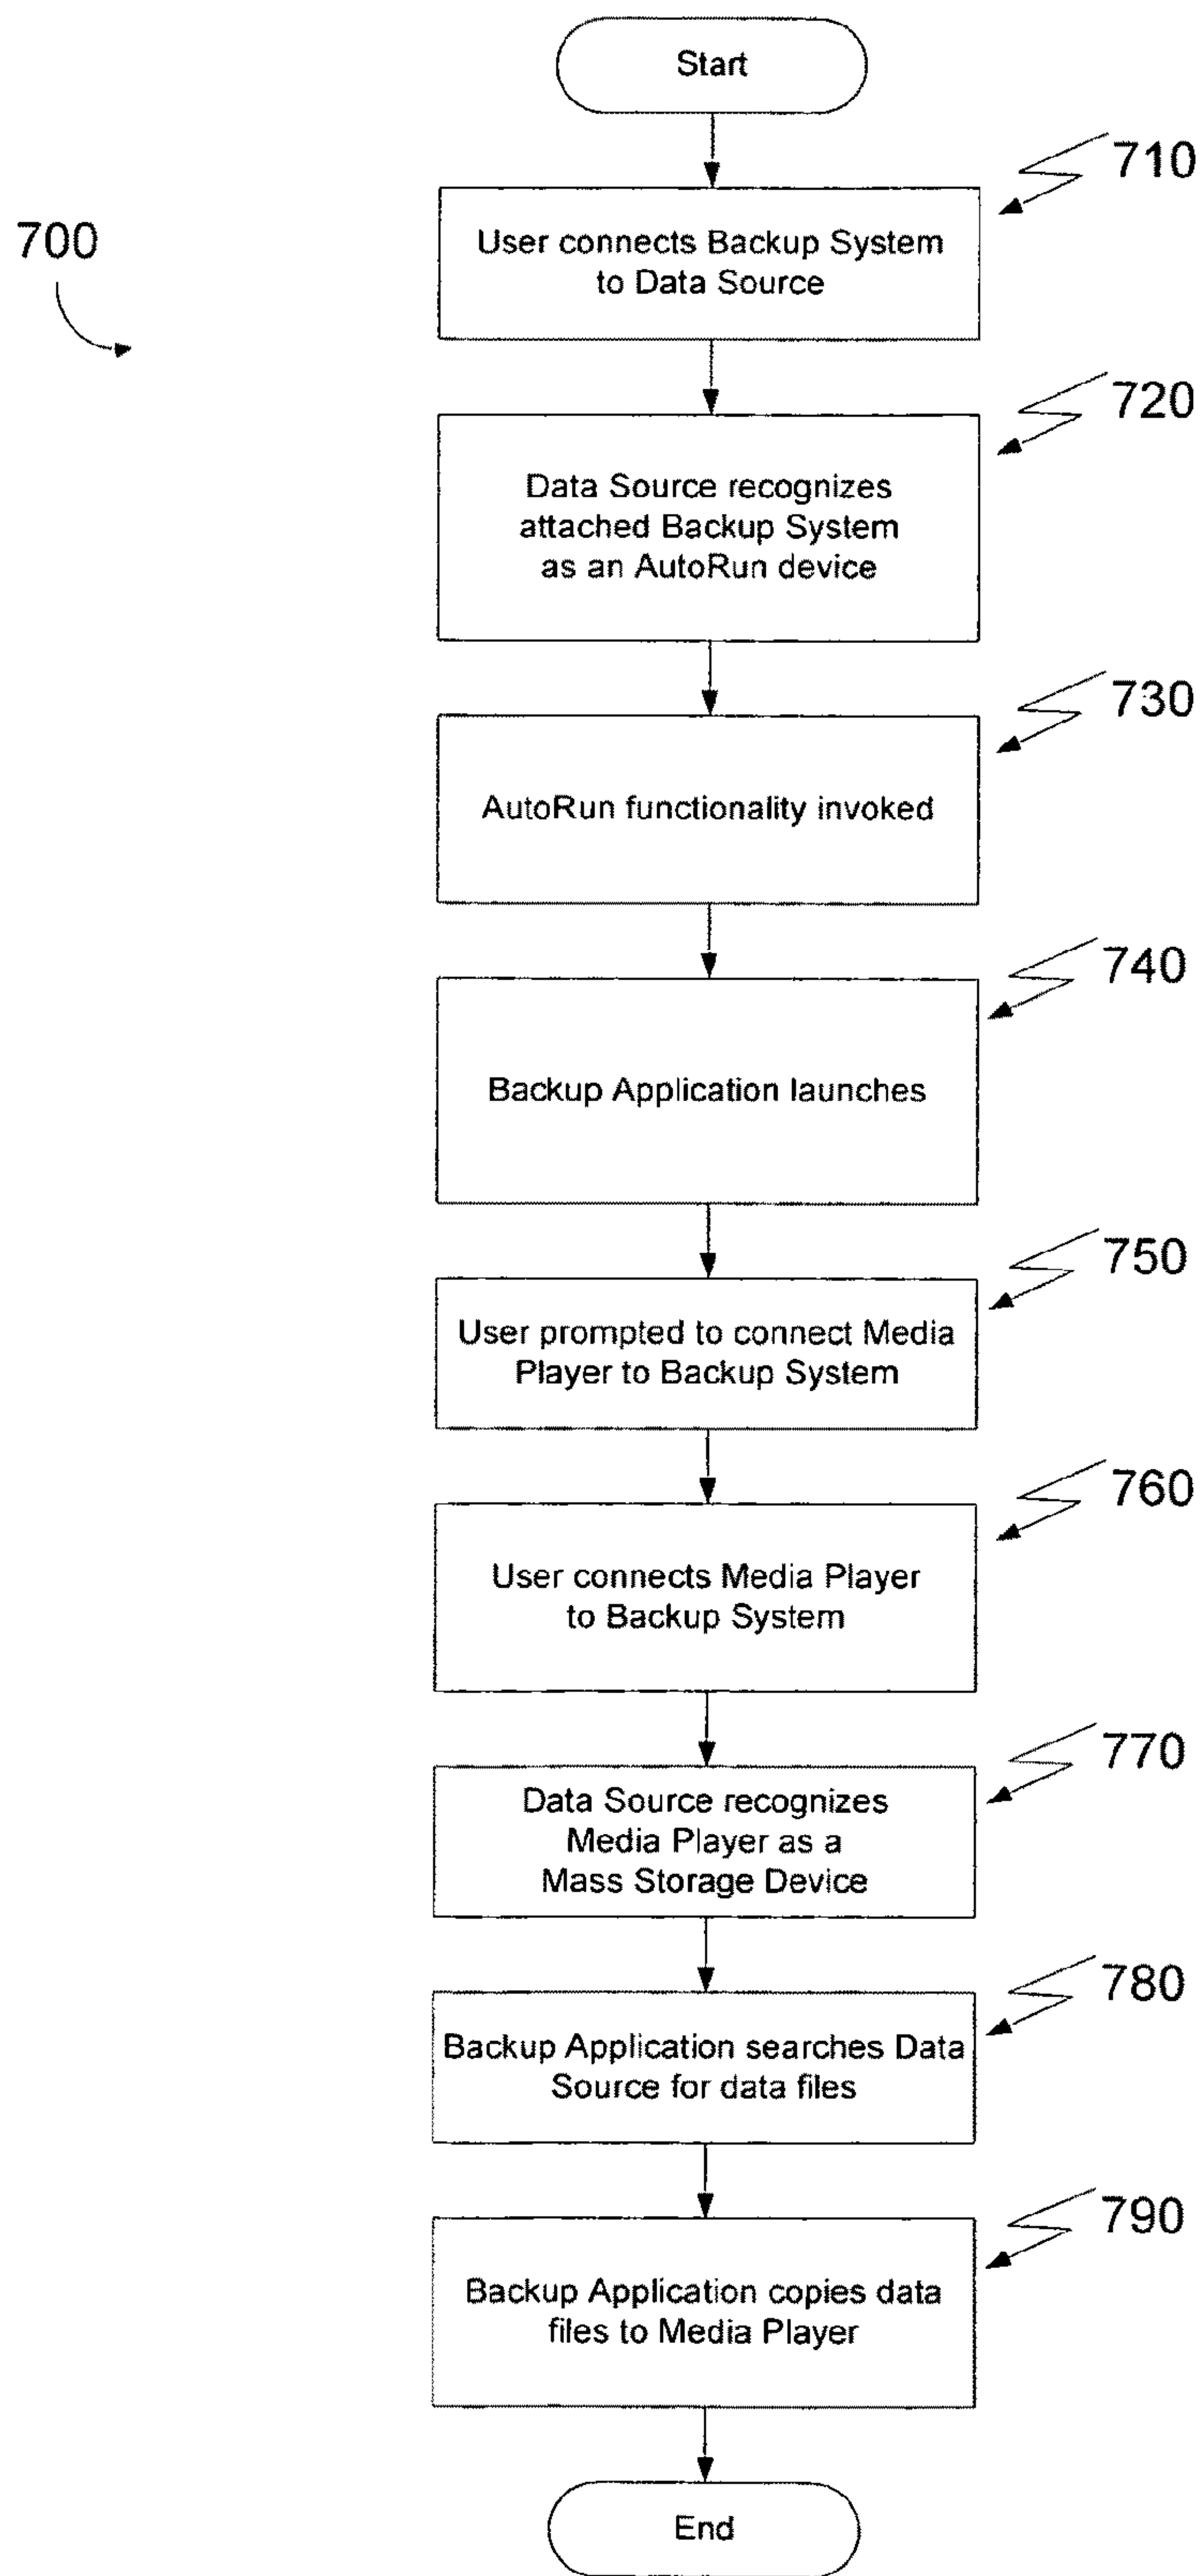 Start
710
700
User connects Backup System
to Data Source
720
Data Source recognizes
attached Backup System
as an AutoRun device
730
AutoRun functionality invoked
740
Backup Application launches
750
User prompted to connect Media
Player to Backup System
760
User connects Media Player
to Backup System
770
Data Source recognizes
Media Player as a
Mass Storage Device
780
Backup Application searches Data
Source for data files
790
Backup Application copies data
files to Media Player
End